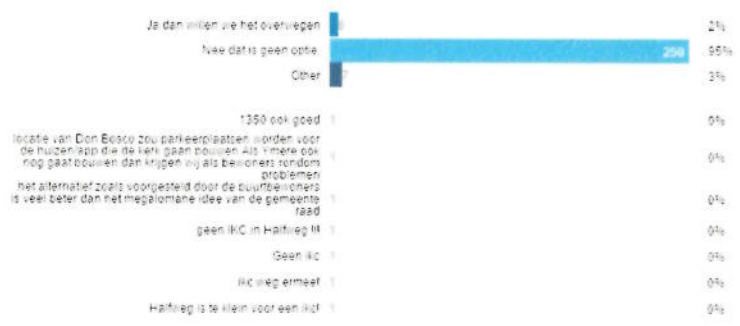 Ja dan willen we het overwegen 2%
Nee dat is geen optie. 250 95%
Other 7 3%
1350 ook goed 1 0%
locatie van Don Bosco zou parkeerplaatsen worden voor
de huizen/app die de kerk gaan bouwen Als Ymere ook
nog gaat bouwen dan krijgen wij als bewoners rondom
problemen 1 0%
het alternatief zoals voorgesteld door de buurtbewoners
is veel beter dan het megalomane idee van de gemeente
raad 1 0%
geen IKC in Halfweg !!! 1 0%
Geen ikc 1 0%
ikc weg ermee! 1 0%
Halfweg is te klein voor een ikc! 1 0%